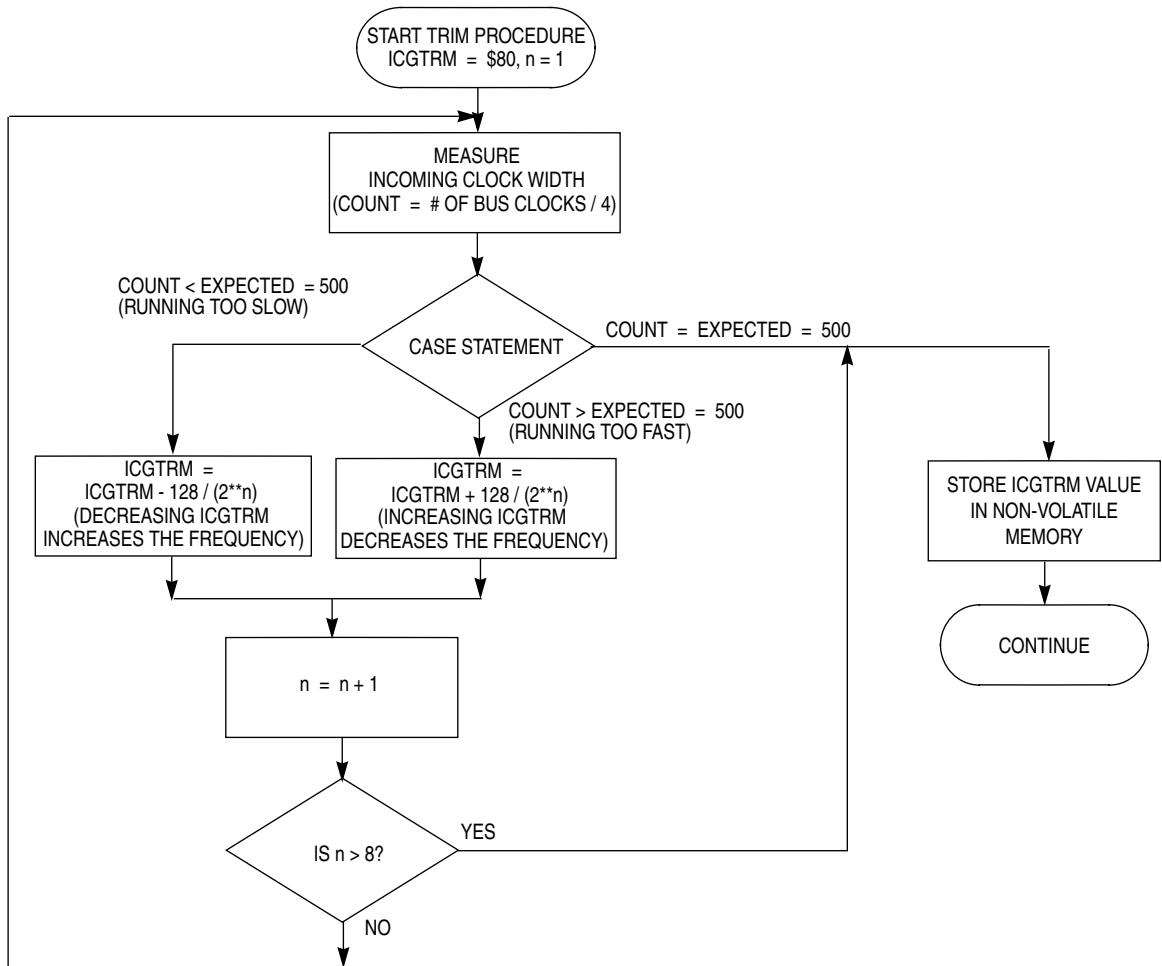 START TRIM PROCEDURE
ICGTRM = $80, n = 1
MEASURE
INCOMING CLOCK WIDTH
(COUNT = # OF BUS CLOCKS / 4)
COUNT < EXPECTED = 500
(RUNNING TOO SLOW)
CASE STATEMENT
COUNT = EXPECTED = 500
COUNT > EXPECTED = 500
(RUNNING TOO FAST)
ICGTRM =
ICGTRM - 128 / (2**n)
(DECREASING ICGTRM
INCREASES THE FREQUENCY)
ICGTRM =
ICGTRM + 128 / (2**n)
(INCREASING ICGTRM
DECREASES THE FREQUENCY)
STORE ICGTRM VALUE
IN NON-VOLATILE
MEMORY
CONTINUE
n = n + 1
IS n > 8?
YES
NO